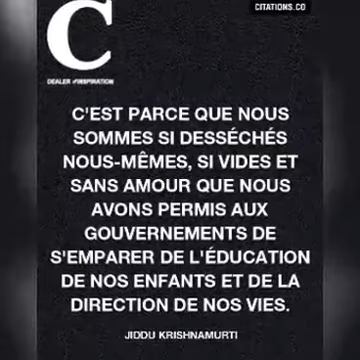 CITATIONS.CO
C
DEALER #INSPIRATION
C'EST PARCE QUE NOUS
SOMMES SI DESSÉCHÉS
NOUS-MÊMES, SI VIDES ET
SANS AMOUR QUE NOUS
AVONS PERMIS AUX
GOUVERNEMENTS DE
S'EMPARER DE L'ÉDUCATION
DE NOS ENFANTS ET DE LA
DIRECTION DE NOS VIES.
JIDDU KRISHNAMURTI